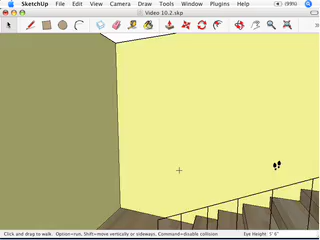 SketchUp File Edit View Camera Draw Tools Window Plugins Help (99%)
Video 10.2.skp
Click and drag to walk. Option=run, Shift=move vertically or sideways, Command=disable collision Eye Height: 5' 6"